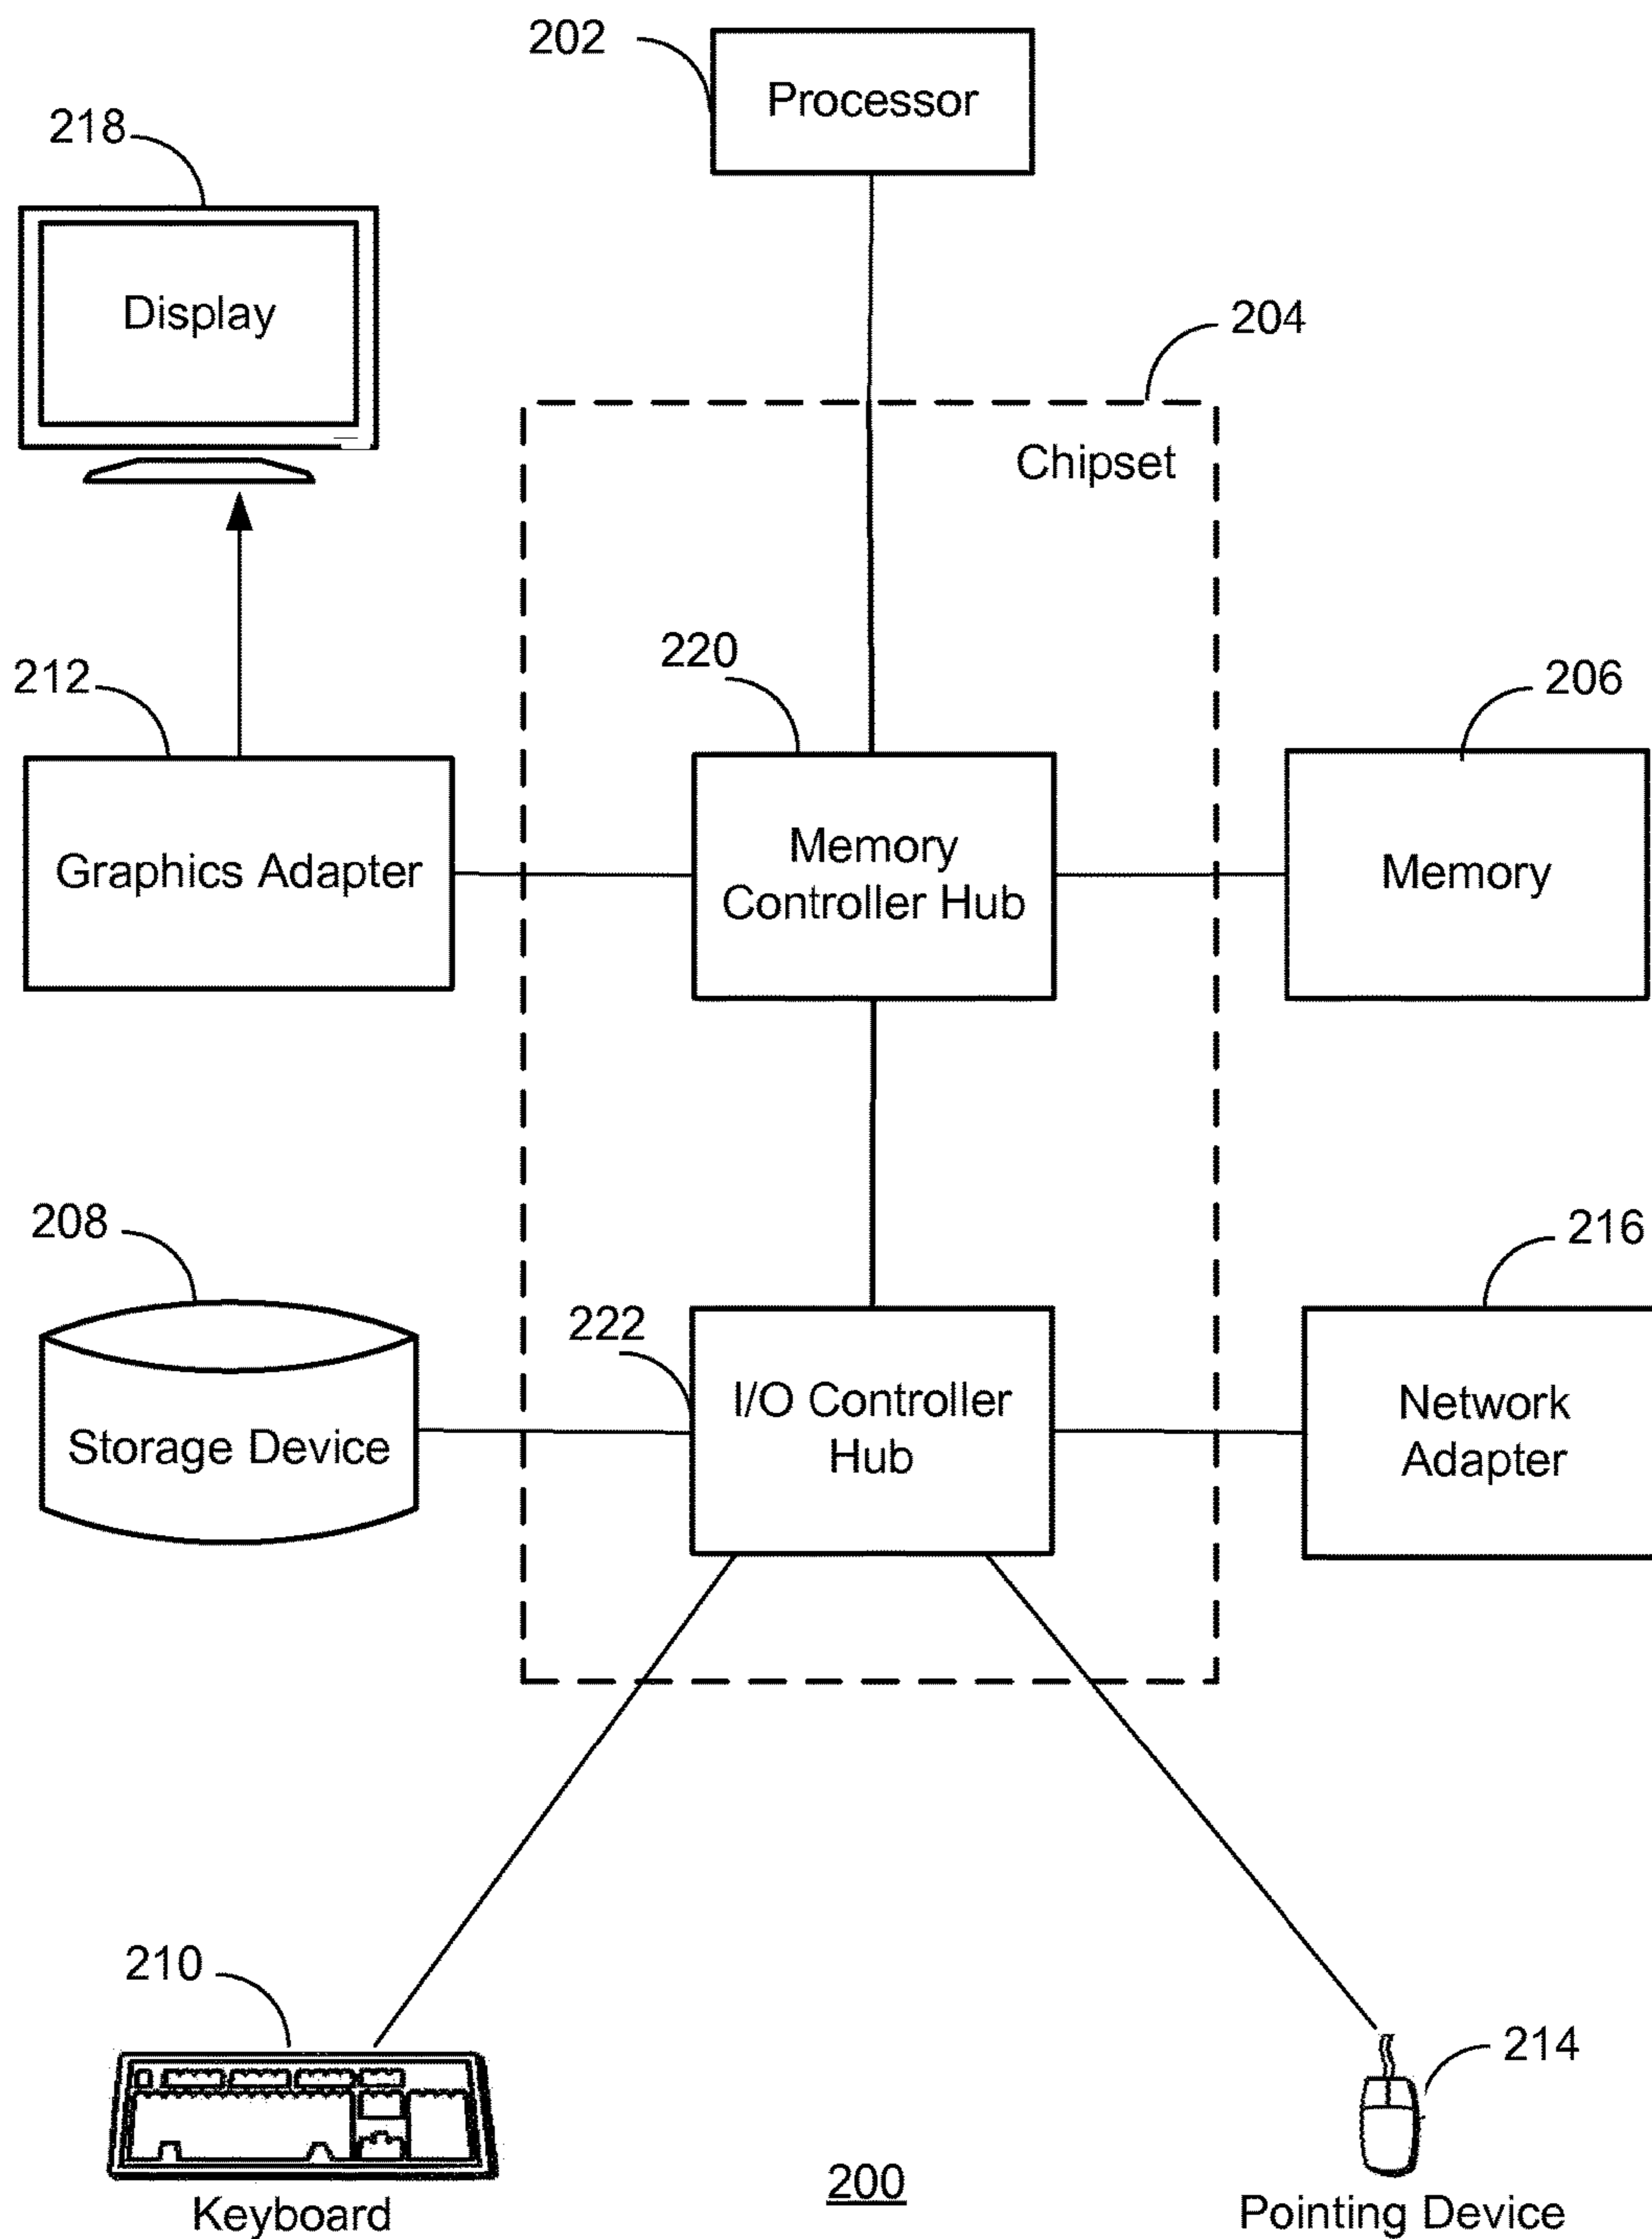 202
Processor
218
Display
204
Chipset
212
220
206
Graphics Adapter
Memory
Controller Hub
Memory
208
216
222
Storage Device
I/O Controller
Hub
Network
Adapter
210
214
Keyboard
200
Pointing Device